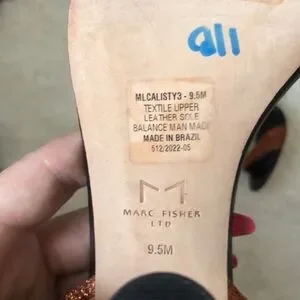 911
MLCALISTY3 - 9.5M
TEXTILE UPPER
LEATHER SOLE
BALANCE MAN MADE
MADE IN BRAZIL
512/2022-05
MARC FISHER
LTD
9.5M